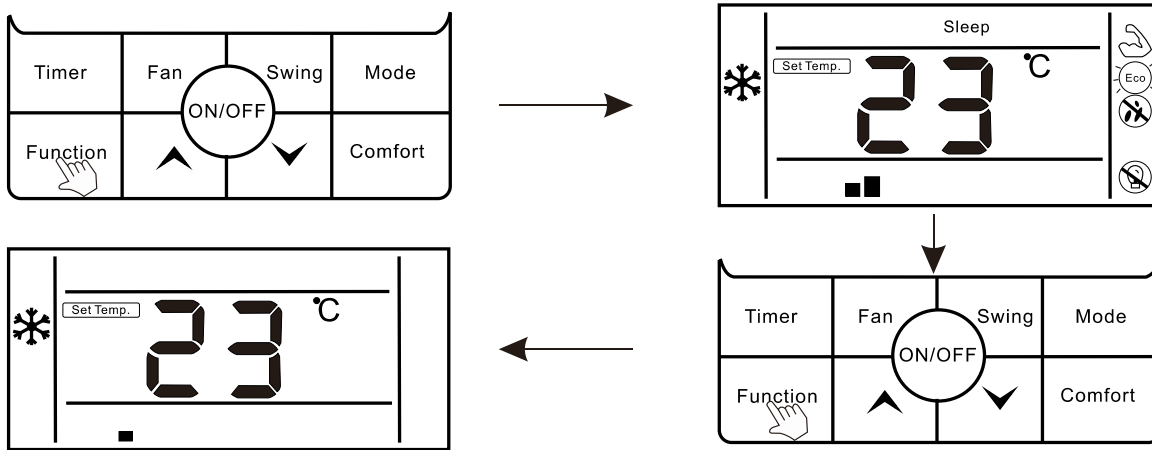 Timer Fan Swing Mode
ON/OFF
Function Comfort
Sleep
Set Temp. 23 °C
Eco
Set Temp. 23 °C
Timer Fan Swing Mode
ON/OFF
Function Comfort